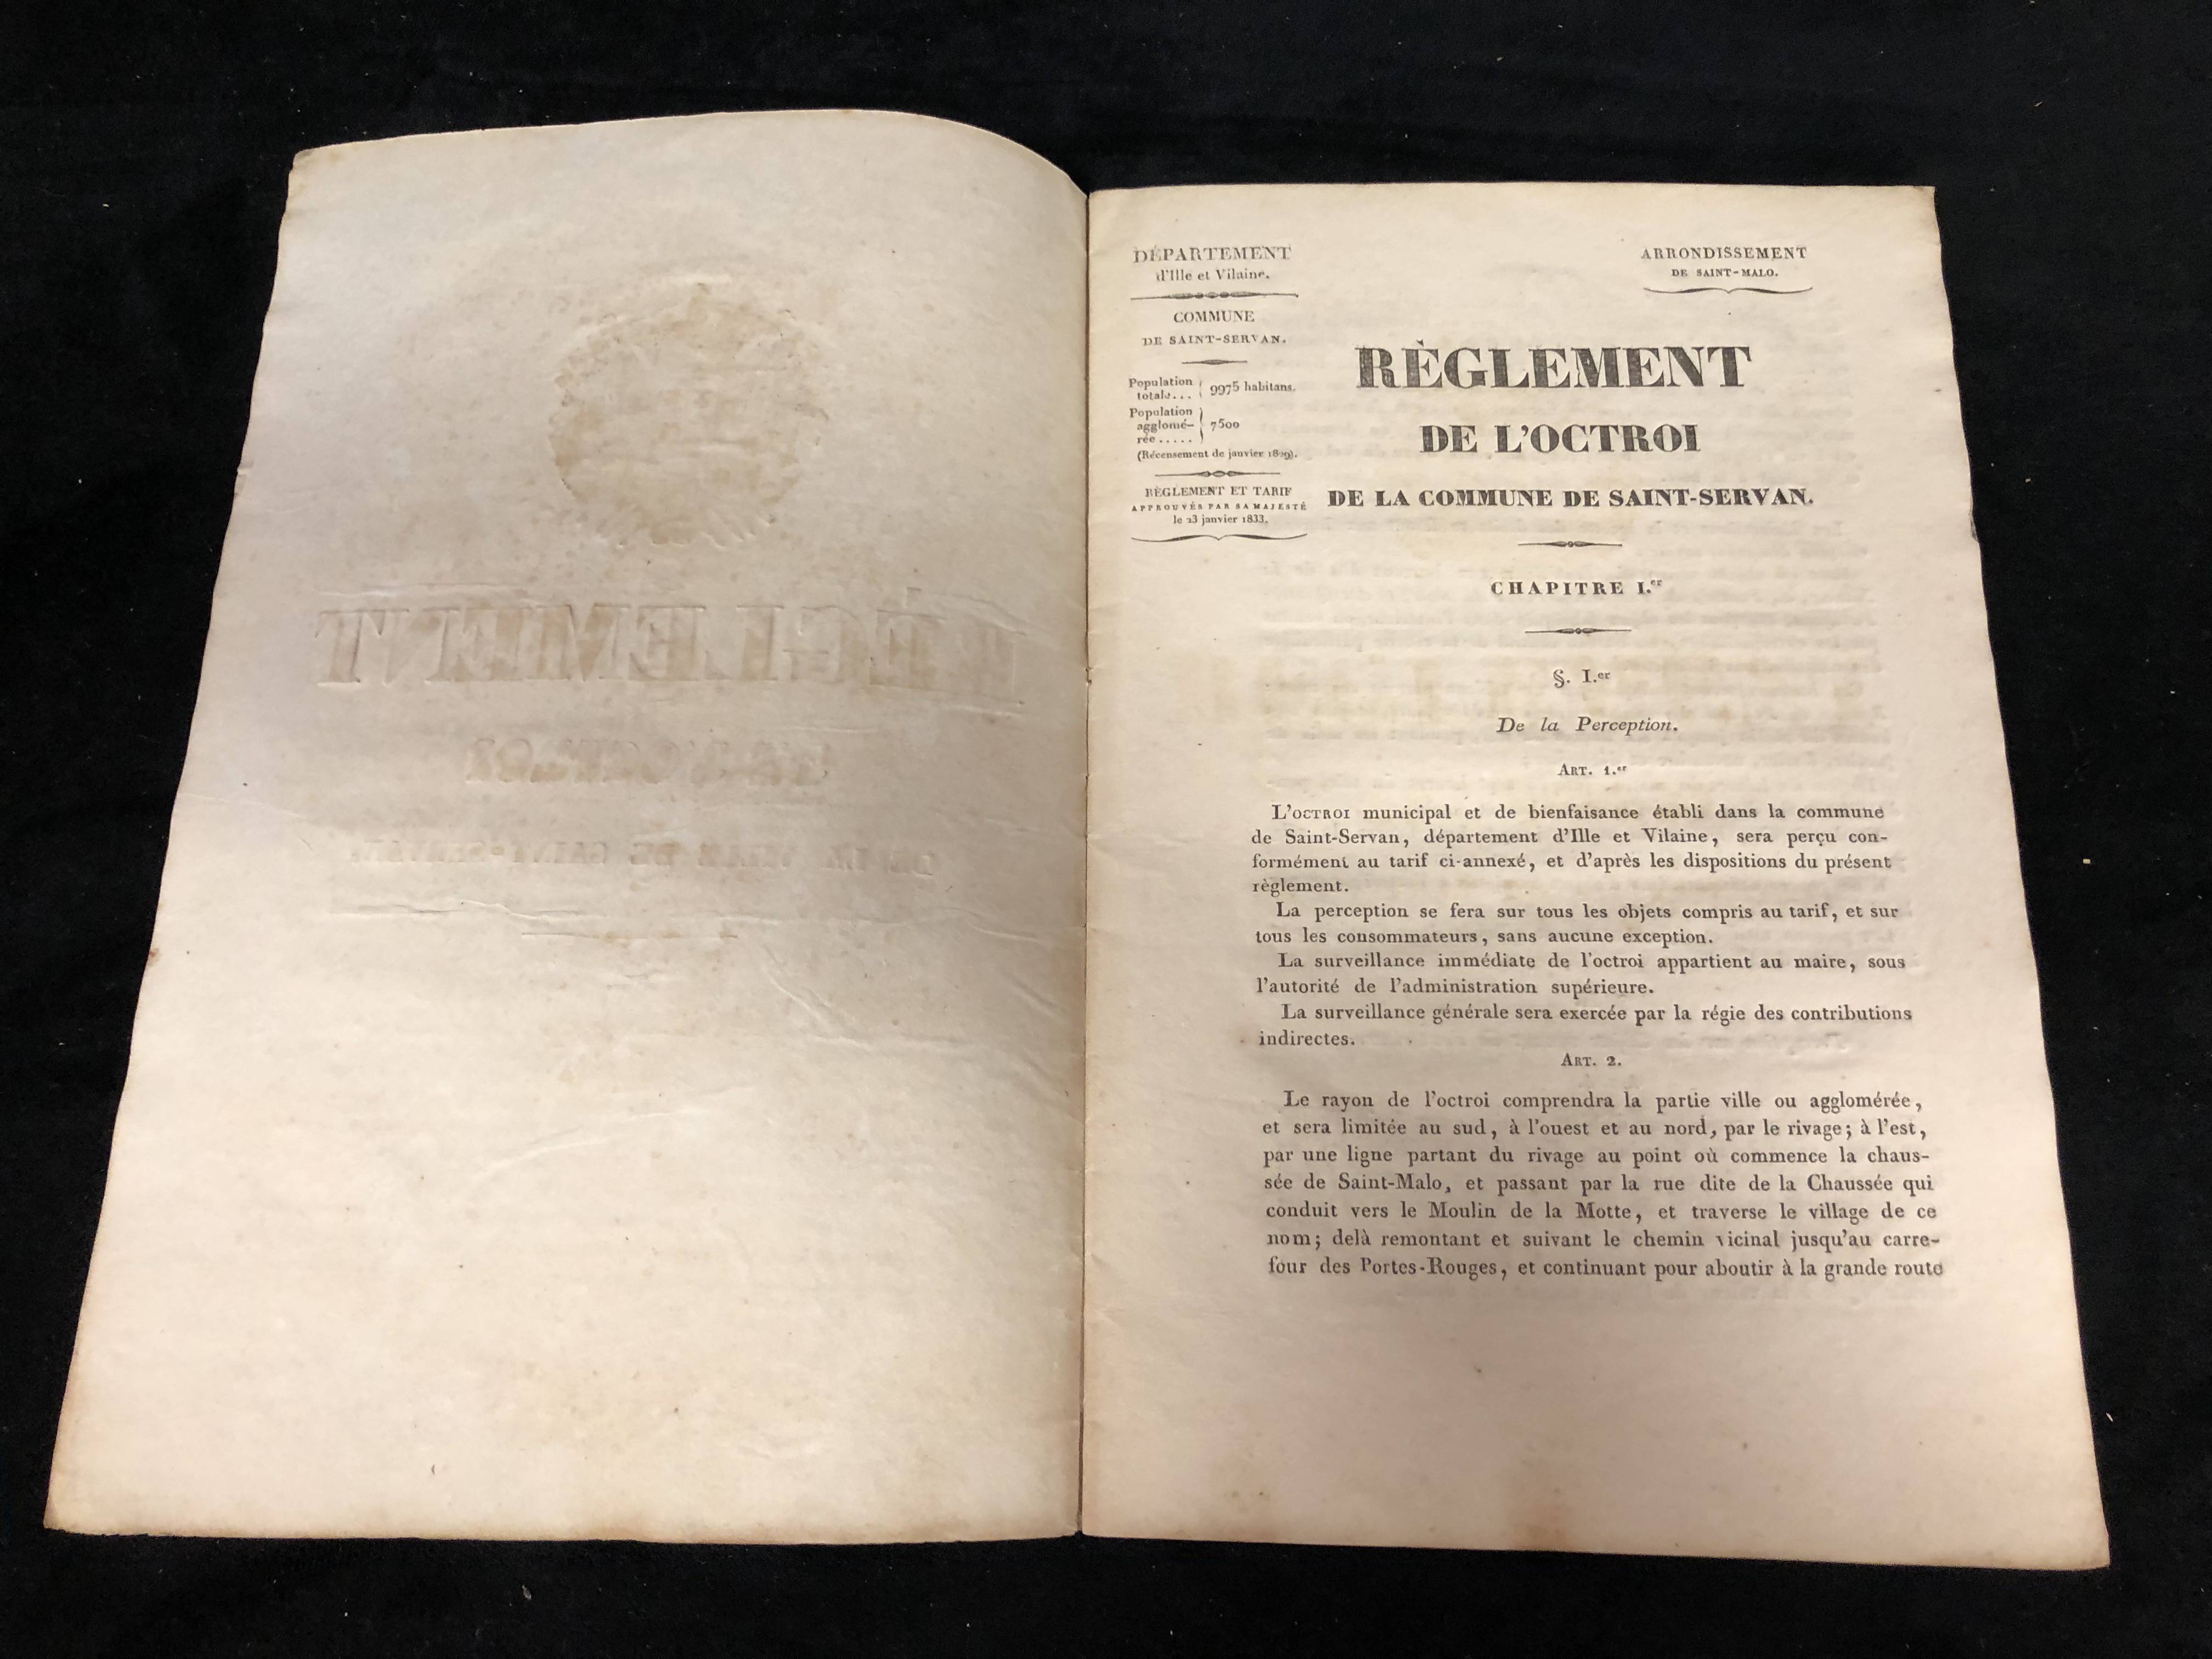 RÈGLEMENT
DÉPARTEMENT
d'Ille et Vilaine.
COMMUNE
DE SAINT-SERVAN.
Population totale... 9975 habitans.
Population agglomé-
rée..... 7500
(Récensement de janvier 1829).
RÈGLEMENT ET TARIF
APPROUVÉS PAR SA MAJESTÉ
le 23 janvier 1833.
ARRONDISSEMENT
DE SAINT-MALO.
RÈGLEMENT
DE L'OCTROI
DE LA COMMUNE DE SAINT-SERVAN.
CHAPITRE I.er
§. I.er
De la Perception.
ART. 1.er
L'OCTROI municipal et de bienfaisance établi dans la commune
de Saint-Servan, département d'Ille et Vilaine, sera perçu con-
formément au tarif ci-annexé, et d'après les dispositions du présent
règlement.
La perception se fera sur tous les objets compris au tarif, et sur
tous les consommateurs, sans aucune exception.
La surveillance immédiate de l'octroi appartient au maire, sous
l'autorité de l'administration supérieure.
La surveillance générale sera exercée par la régie des contributions
indirectes.
ART. 2.
Le rayon de l'octroi comprendra la partie ville ou agglomérée,
et sera limitée au sud, à l'ouest et au nord, par le rivage; à l'est,
par une ligne partant du rivage au point où commence la chaus-
sée de Saint-Malo, et passant par la rue dite de la Chaussée qui
conduit vers le Moulin de la Motte, et traverse le village de ce
nom; delà remontant et suivant le chemin vicinal jusqu'au carre-
four des Portes-Rouges, et continuant pour aboutir à la grande route